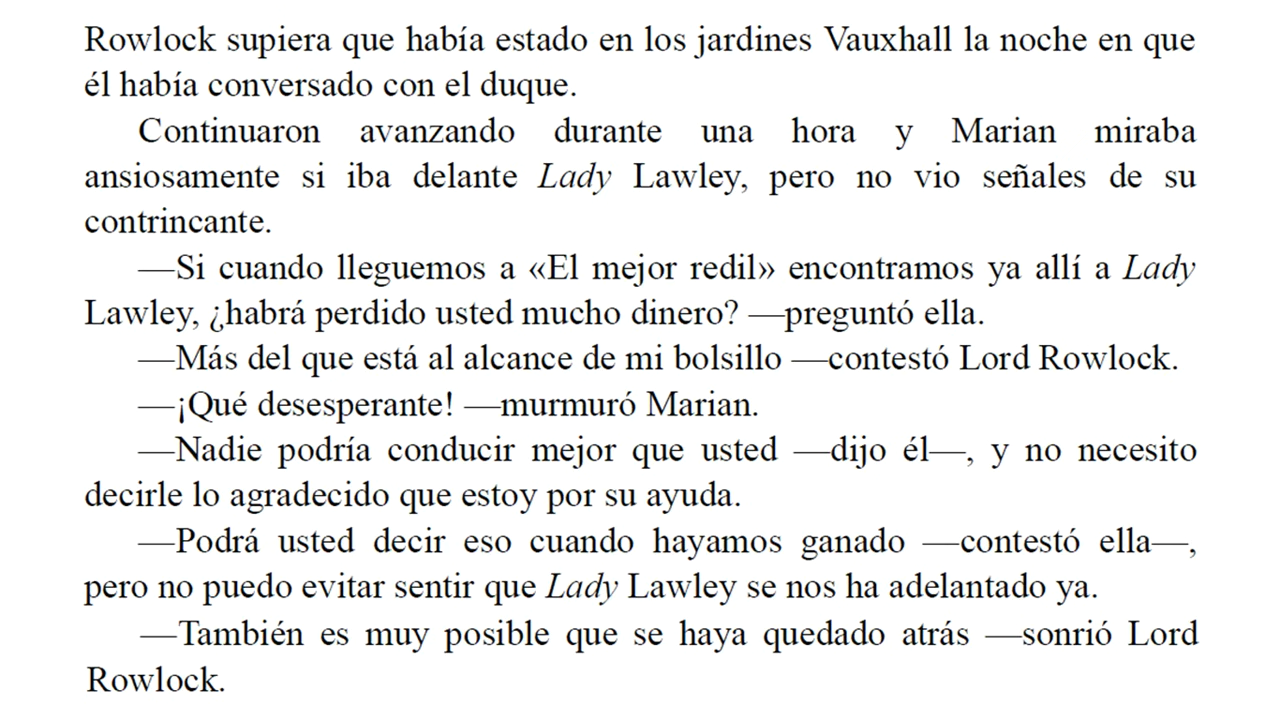 Rowlock supiera que había estado en los jardines Vauxhall la noche en que
él había conversado con el duque.
Continuaron avanzando durante una hora y Marian miraba
ansiosamente si iba delante Lady Lawley, pero no vio señales de su
contrincante.
—Si cuando lleguemos a «El mejor redil» encontramos ya allí a Lady
Lawley, ¿habrá perdido usted mucho dinero? —preguntó ella.
—Más del que está al alcance de mi bolsillo —contestó Lord Rowlock.
—¡Qué desesperante! —murmuró Marian.
—Nadie podría conducir mejor que usted —dijo él—, y no necesito
decirle lo agradecido que estoy por su ayuda.
—Podrá usted decir eso cuando hayamos ganado —contestó ella—,
pero no puedo evitar sentir que Lady Lawley se nos ha adelantado ya.
—También es muy posible que se haya quedado atrás —sonrió Lord
Rowlock.